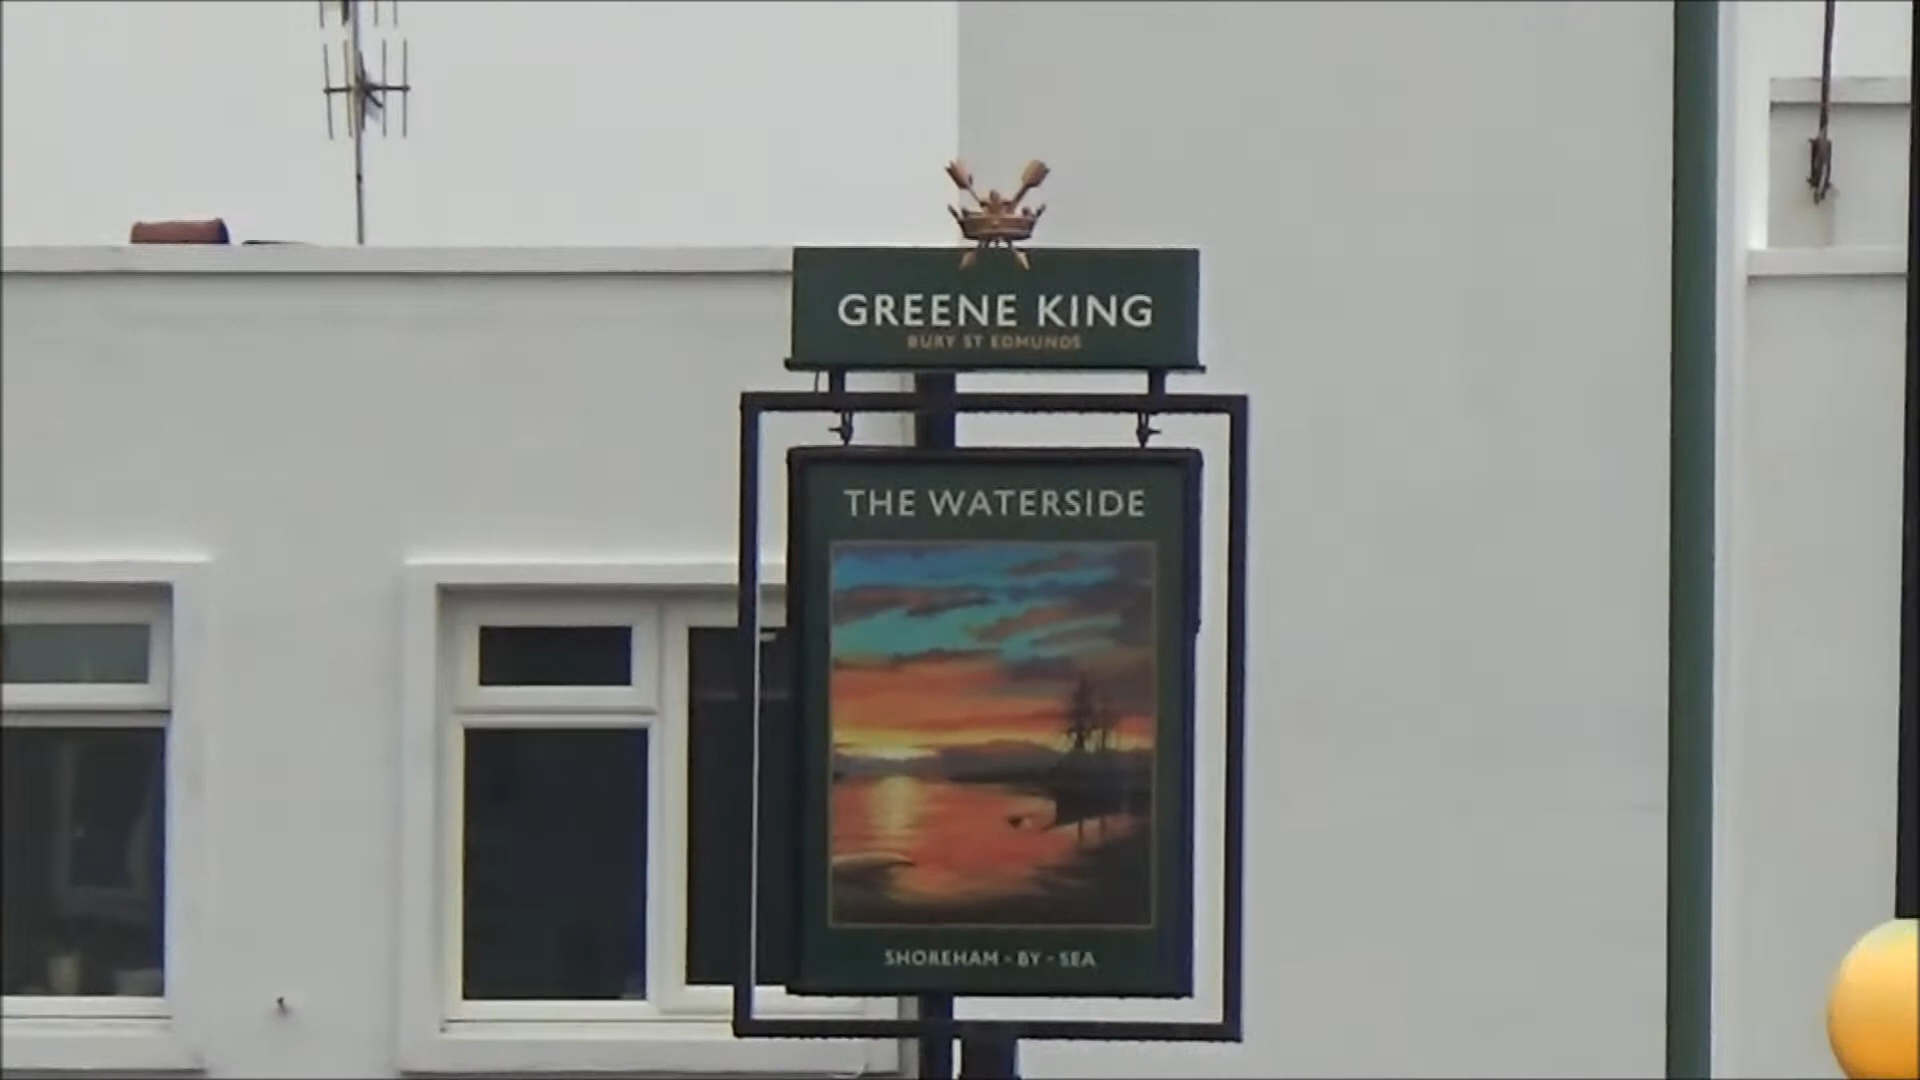 GREENE KING
BURY ST EDMUNDS
THE WATERSIDE
SHOREHAM - BY - SEA